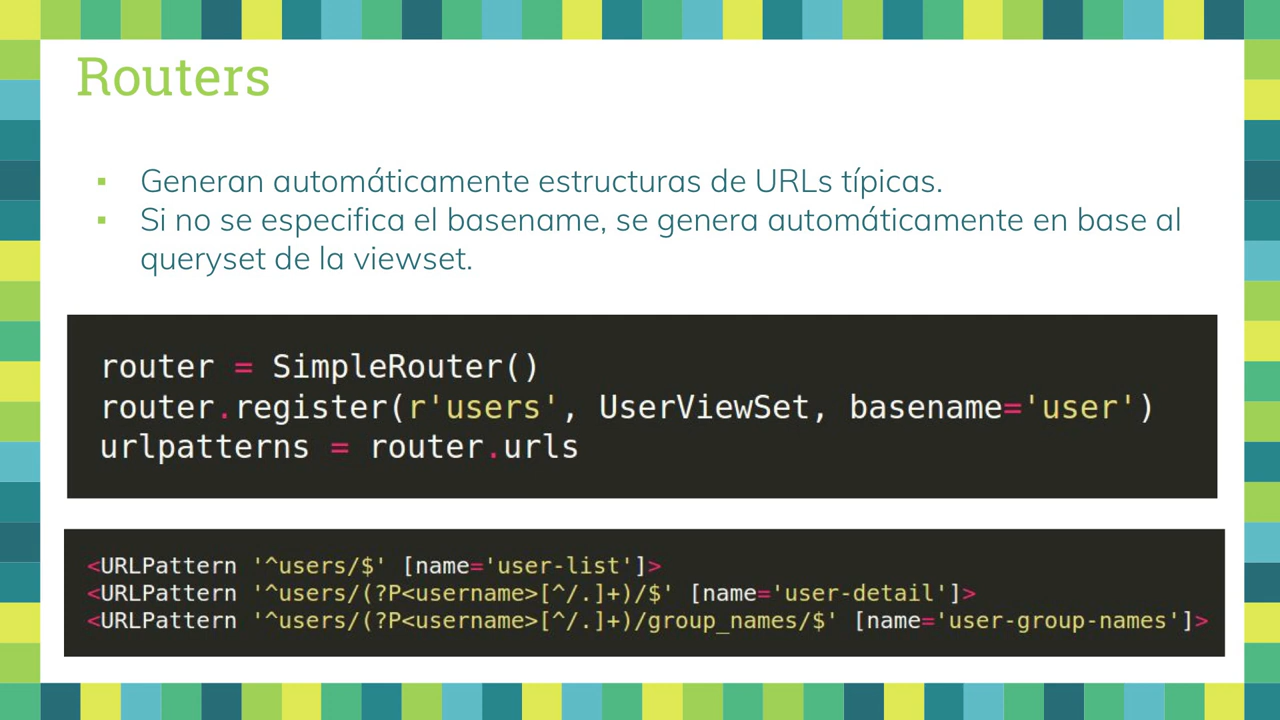 Routers
▪ Generan automáticamente estructuras de URLs típicas.
▪ Si no se especifica el basename, se genera automáticamente en base al
queryset de la viewset.
router = SimpleRouter()
router.register(r'users', UserViewSet, basename='user')
urlpatterns = router.urls
<URLPattern '^users/$' [name='user-list']>
<URLPattern '^users/(?P<username>[^/.]+)/$' [name='user-detail']>
<URLPattern '^users/(?P<username>[^/.]+)/group_names/$' [name='user-group-names']>